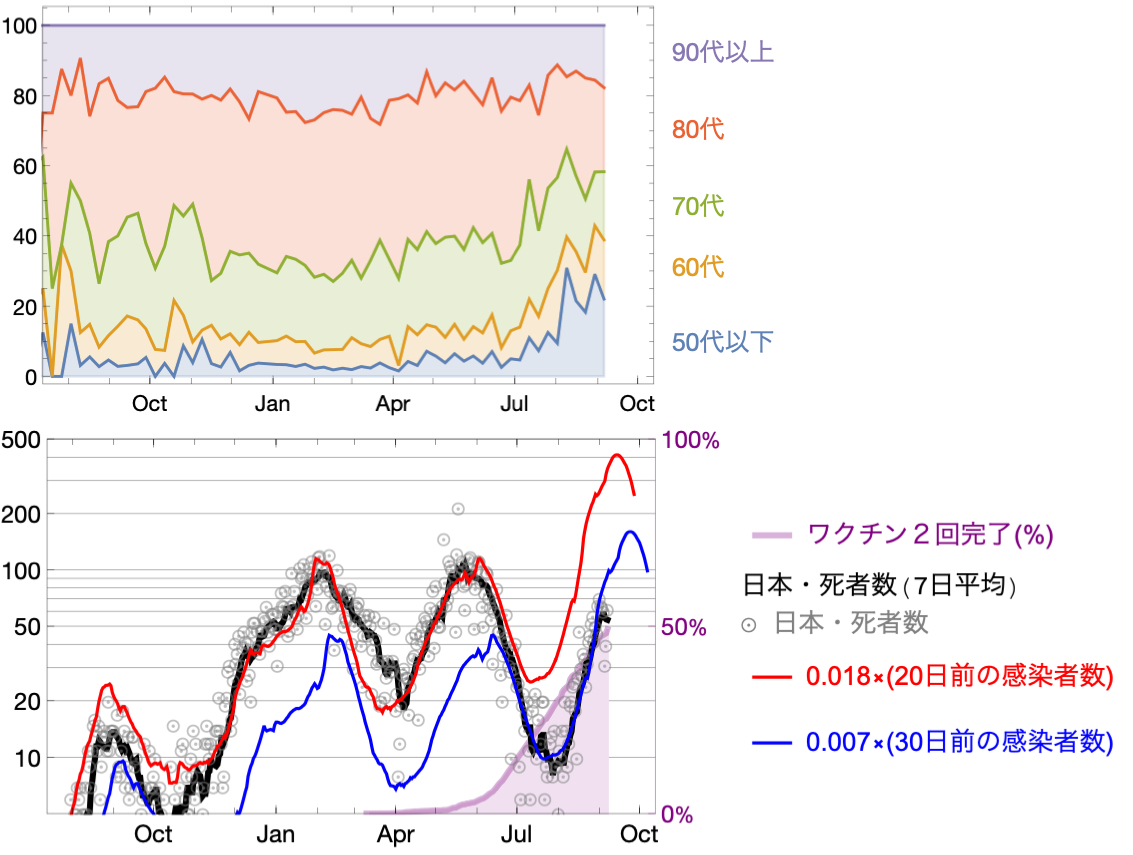 100
90代以上
80
80代
60
70代
40
60代
20
50代以下
0
Oct
Jan
Apr
Jul
Oct
500
100%
200
ワクチン２回完了(%)
100
日本・死者数（7日平均）
50
50%
日本・死者数
0.018×(20日前の感染者数)
20
0.007×(30日前の感染者数)
10
0%
Oct
Jan
Apr
Jul
Oct